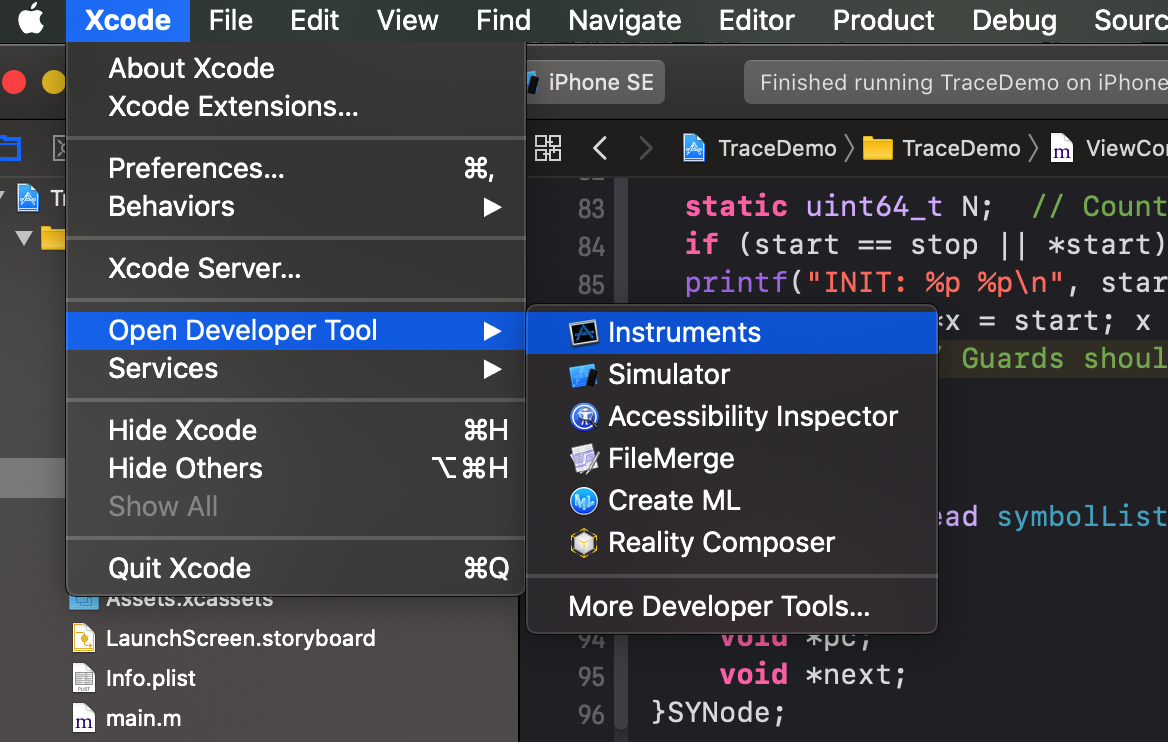 Xcode File Edit View Find Navigate Editor Product Debug Sourc
iPhone SE
Finished running TraceDemo on iPhone
TraceDemo TraceDemo m ViewCon
About Xcode
Xcode Extensions...
Preferences... ⌘,
Behaviors
Xcode Server...
Open Developer Tool
Services
Hide Xcode ⌘H
Hide Others ⌥⌘H
Show All
Quit Xcode ⌘Q
Instruments
Simulator
Accessibility Inspector
FileMerge
Create ML
Reality Composer
More Developer Tools...
83 static uint64_t N; // Count
84 if (start == stop || *start)
85 printf("INIT: %p %p\n", star
x = start; x
Guards shoul
ead symbolList
94 void *pc;
95 void *next;
96 }SYNode;
Assets.xcassets
LaunchScreen.storyboard
Info.plist
m main.m